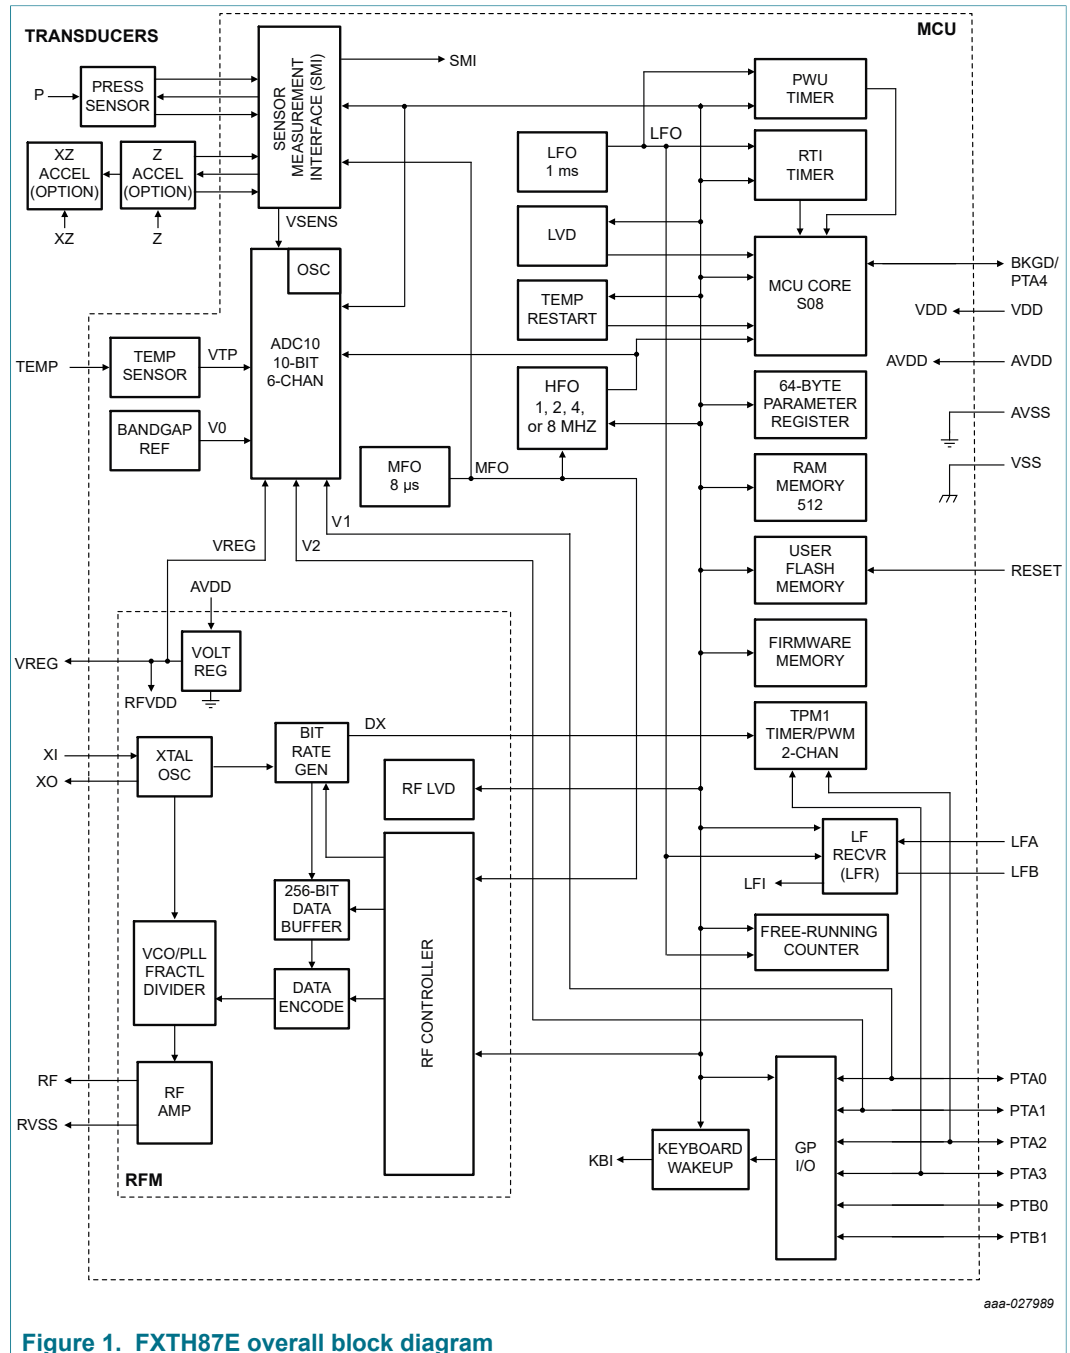 TRANSDUCERS
MCU
P
PRESS
SENSOR
SENSOR
MEASUREMENT
INTERFACE (SMI)
SMI
PWU
TIMER
XZ
ACCEL
(OPTION)
Z
ACCEL
(OPTION)
XZ
Z
LFO
1 ms
LFO
RTI
TIMER
VSENS
LVD
OSC
ADC10
10-BIT
6-CHAN
TEMP
RESTART
MCU CORE
S08
BKGD/
PTA4
VDD
VDD
AVDD
AVDD
TEMP
TEMP
SENSOR
VTP
BANDGAP
REF
V0
HFO
1, 2, 4,
or 8 MHZ
64-BYTE
PARAMETER
REGISTER
AVSS
MFO
8 µs
MFO
RAM
MEMORY
512
VSS
V1
VREG
V2
USER
FLASH
MEMORY
RESET
AVDD
VREG
VOLT
REG
RFVDD
FIRMWARE
MEMORY
XI
XO
XTAL
OSC
BIT
RATE
GEN
DX
TPM1
TIMER/PWM
2-CHAN
RF LVD
LF
RECVR
(LFR)
LFA
LFB
LFI
256-BIT
DATA
BUFFER
RF CONTROLLER
VCO/PLL
FRACTL
DIVIDER
DATA
ENCODE
FREE-RUNNING
COUNTER
RF
RVSS
RF
AMP
RFM
KBI
KEYBOARD
WAKEUP
GP
I/O
PTA0
PTA1
PTA2
PTA3
PTB0
PTB1
aaa-027989
Figure 1. FXTH87E overall block diagram